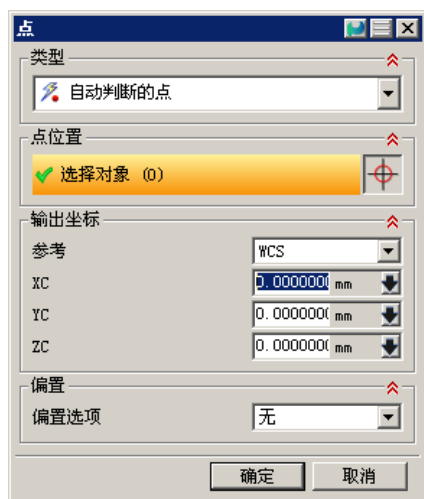 点
类型
自动判断的点
点位置
选择对象 (0)
输出坐标
参考 WCS
XC 0.0000000 mm
YC 0.0000000 mm
ZC 0.0000000 mm
偏置
偏置选项 无
确定 取消